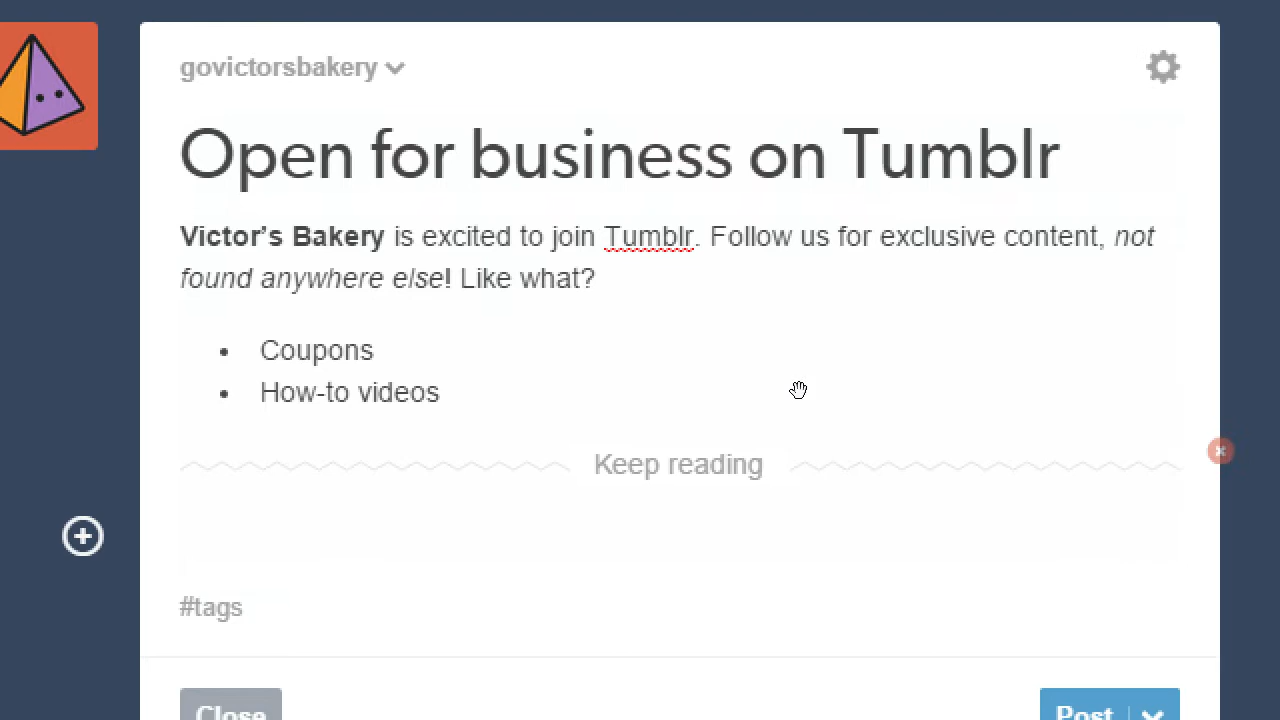 govictorsbakery
Open for business on Tumblr
Victor's Bakery is excited to join Tumblr. Follow us for exclusive content, not
found anywhere else! Like what?
• Coupons
• How-to videos
Keep reading
#tags
Close
Post